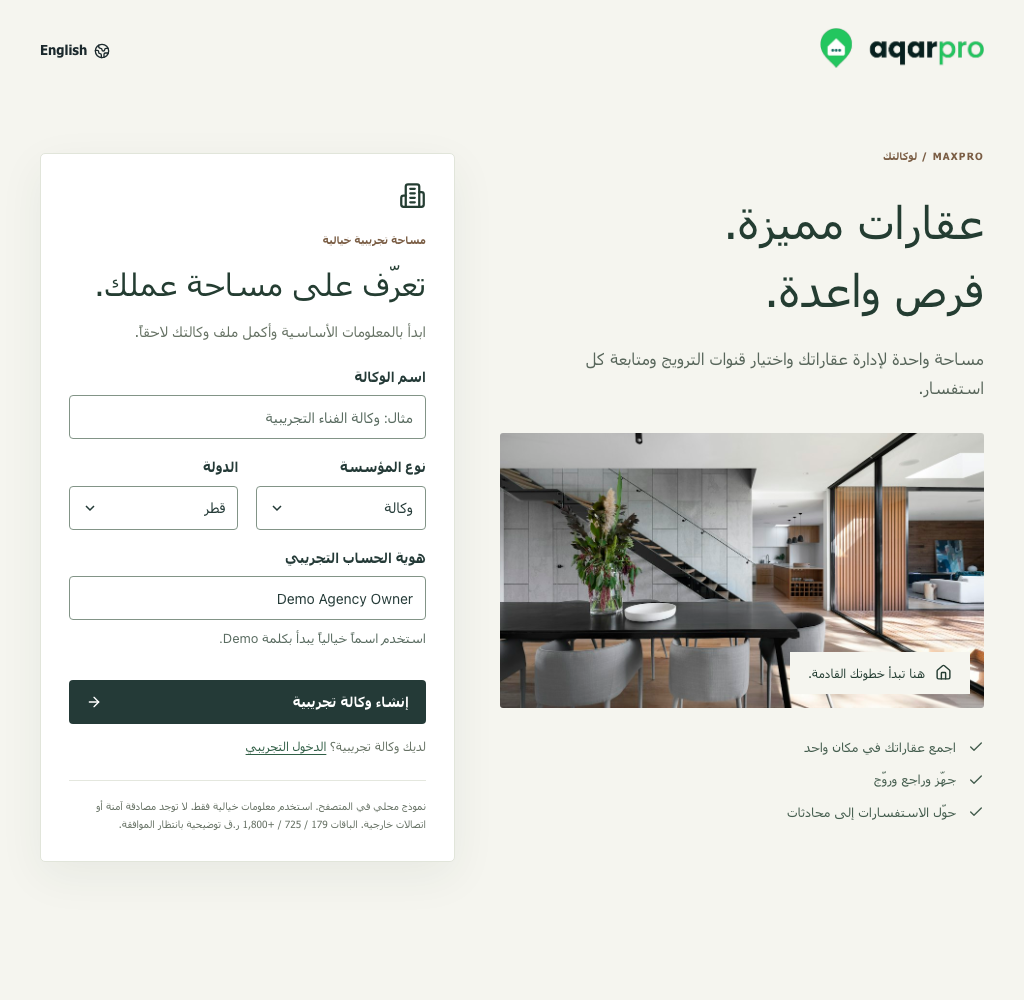 aqarpro
English
MAXPRO / لوكالتك
عقارات مميزة.
فرص واعدة.
مساحة واحدة لإدارة عقاراتك واختيار قنوات الترويج ومتابعة كل
استفسار.
هنا تبدأ خطوتك القادمة.
اجمع عقاراتك في مكان واحد
جهّز وراجع وروّج
حوّل الاستفسارات إلى محادثات
مساحة تجريبية خيالية
تعرّف على مساحة عملك.
ابدأ بالمعلومات الأساسية وأكمل ملف وكالتك لاحقاً.
اسم الوكالة
مثال: وكالة الفناء التجريبية
نوع المؤسسة
الدولة
وكالة
قطر
هوية الحساب التجريبي
Demo Agency Owner
استخدم اسماً خيالياً يبدأ بكلمة Demo.
إنشاء وكالة تجريبية
لديك وكالة تجريبية؟ الدخول التجريبي
نموذج محلي في المتصفح. استخدم معلومات خيالية فقط. لا توجد مصادقة آمنة أو
اتصالات خارجية. الباقات 179 / 725 / +1,800 ر.ق توضيحية بانتظار الموافقة.